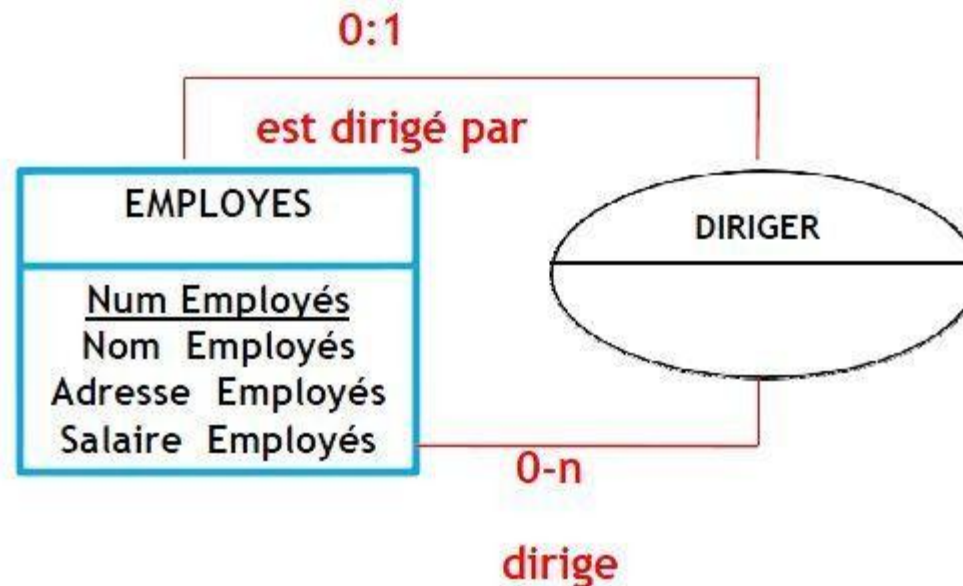 0:1
est dirigé par
EMPLOYES
DIRIGER
Num Employés
Nom Employés
Adresse Employés
Salaire Employés
0-n
dirige